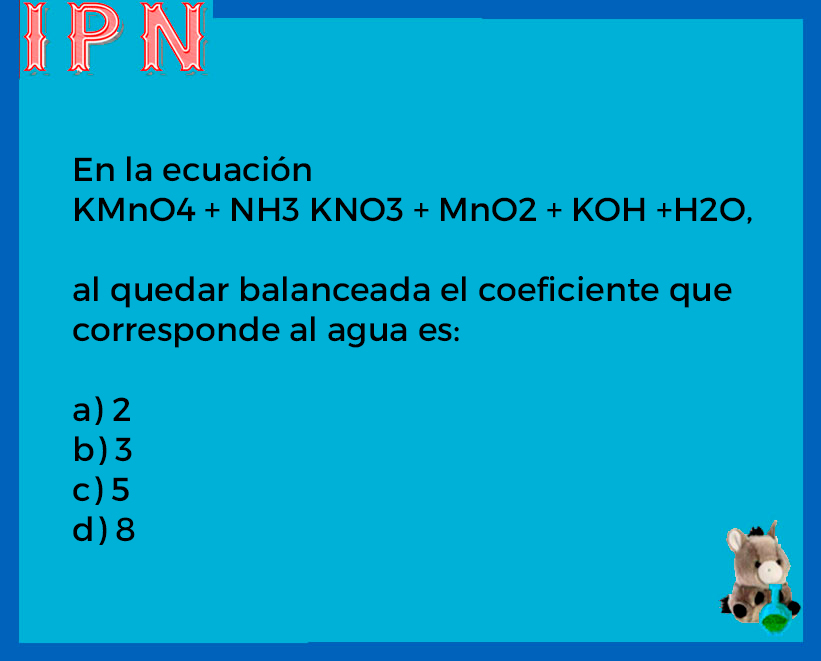 IPN
En la ecuación
KMnO4 + NH3 KNO3 + MnO2 + KOH +H2O,
al quedar balanceada el coeficiente que
corresponde al agua es:
a) 2
b) 3
c) 5
d) 8